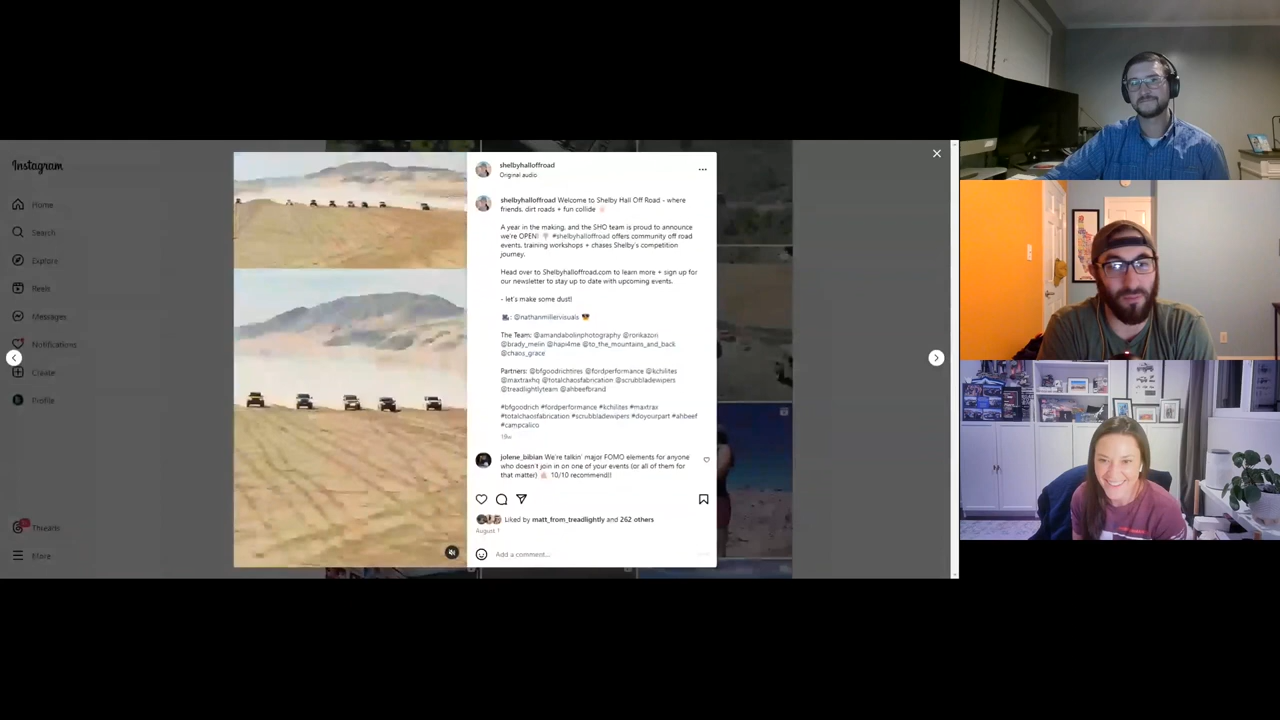 Instagram
Home
Search
Explore
Reels
Messages
Notifications
Create
Profile
Threads
More
shelbyhalloffroad
Original audio
shelbyhalloffroad Welcome to Shelby Hall Off Road - where
friends, dirt roads + fun collide
A year in the making, and the SHO team is proud to announce
we're OPEN! #shelbyhalloffroad offers community off road
events, training workshops + chases Shelby's competition
journey.
Head over to Shelbyhalloffroad.com to learn more + sign up for
our newsletter to stay up to date with upcoming events.
- let's make some dust!
: @nathanmillervisuals
The Team: @amandabolinphotography @ronkazon
@brady_melin @hapi4me @to_the_mountains_and_back
@chaos_grace
Partners: @bfgoodrichtires @fordperformance @kchilites
@maxtraxhq @totalchaosfabrication @scrubbladewipers
@treadlightlyteam @ahbeefbrand
#bfgoodrich #fordperformance #kchilites #maxtrax
#totalchaosfabrication #scrubbladewipers #doyourpart #ahbeef
#campcalico
19w
jolene_bibian We're talkin' major FOMO elements for anyone
who doesn't join in on one of your events (or all of them for
that matter) 10/10 recommend!!
Liked by matt_from_treadlightly and 262 others
August 1
Add a comment...